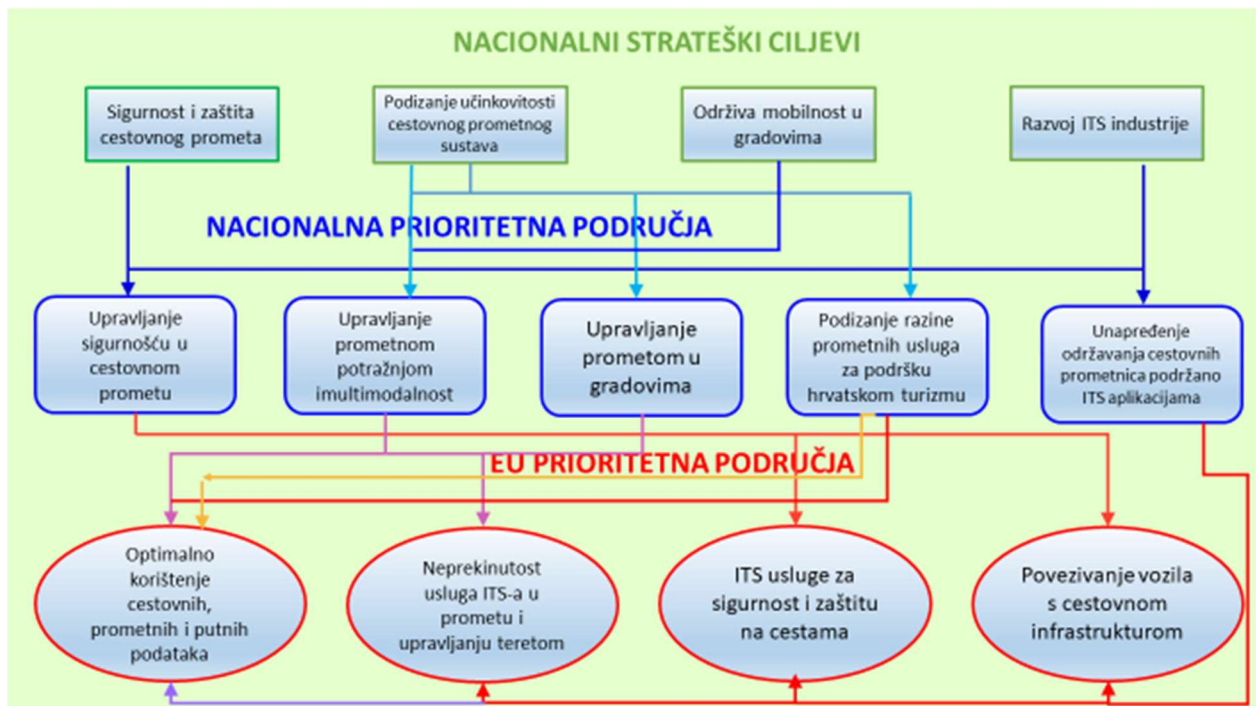 NACIONALNI STRATEŠKI CILJEVI
Sigurnost i zaštita
cestovnog prometa
Podizanje učinkovitosti
cestovnog prometnog
sustava
Održiva mobilnost u
gradovima
Razvoj ITS industrije
NACIONALNA PRIORITETNA PODRUČJA
Upravljanje
sigurnošću u
cestovnom
prometu
Upravljanje
prometnom
potražnjom
imultimodalnost
Upravljanje
prometom u
gradovima
Podizanje razine
prometnih usluga
za podršku
hrvatskom turizmu
Unapređenje
održavanja cestovnih
prometnica podržano
ITS aplikacijama
EU PRIORITETNA PODRUČJA
Optimalno
korištenje
cestovnih,
prometnih i putnih
podataka
Neprekinutost
usluga ITS-a u
prometu i
upravljanju teretom
ITS usluge za
sigurnost i zaštitu
na cestama
Povezivanje vozila
s cestovnom
infrastrukturom